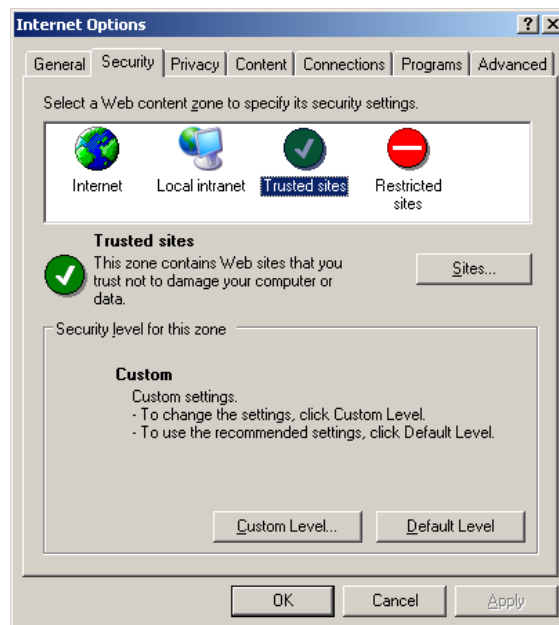 Internet Options
General Security Privacy Content Connections Programs Advanced
Select a Web content zone to specify its security settings.
Internet Local intranet Trusted sites Restricted
sites
Trusted sites
This zone contains Web sites that you
trust not to damage your computer or
data.
Sites...
Security level for this zone
Custom
Custom settings.
- To change the settings, click Custom Level.
- To use the recommended settings, click Default Level.
Custom Level... Default Level
OK Cancel Apply